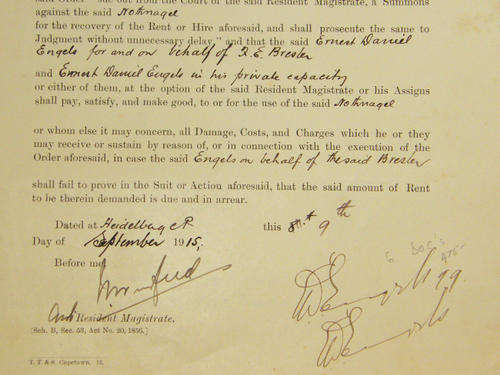 said Order sue out from the Court of the said Resident Magistrate, a Summons
against the said Nothnagel
for the recovery of the Rent or Hire aforesaid, and shall prosecute the same to
Judgment without unnecessary delay," and that the said Ernest Daniel
Engels for and on behalf of R.E. Bresler
and Ernest Daniel Engels in his private capacity
or either of them, at the option of the said Resident Magistrate or his Assigns
shall pay, satisfy, and make good, to or for the use of the said Nothnagel
or whom else it may concern, all Damage, Costs, and Charges which he or they
may receive or sustain by reason of, or in connection with the execution of the
Order aforesaid, in case the said Engels on behalf of the said Bresler
shall fail to prove in the Suit or Action aforesaid, that the said amount of Rent
to be therein demanded is due and in arrear.
Dated at Heidelberg CP this 9th
Day of September 1915.
Before me
Resident Magistrate.
[Sch. B, Sec. 53, Act No. 20, 1856.]
T. T. & S. Capetown. 12.